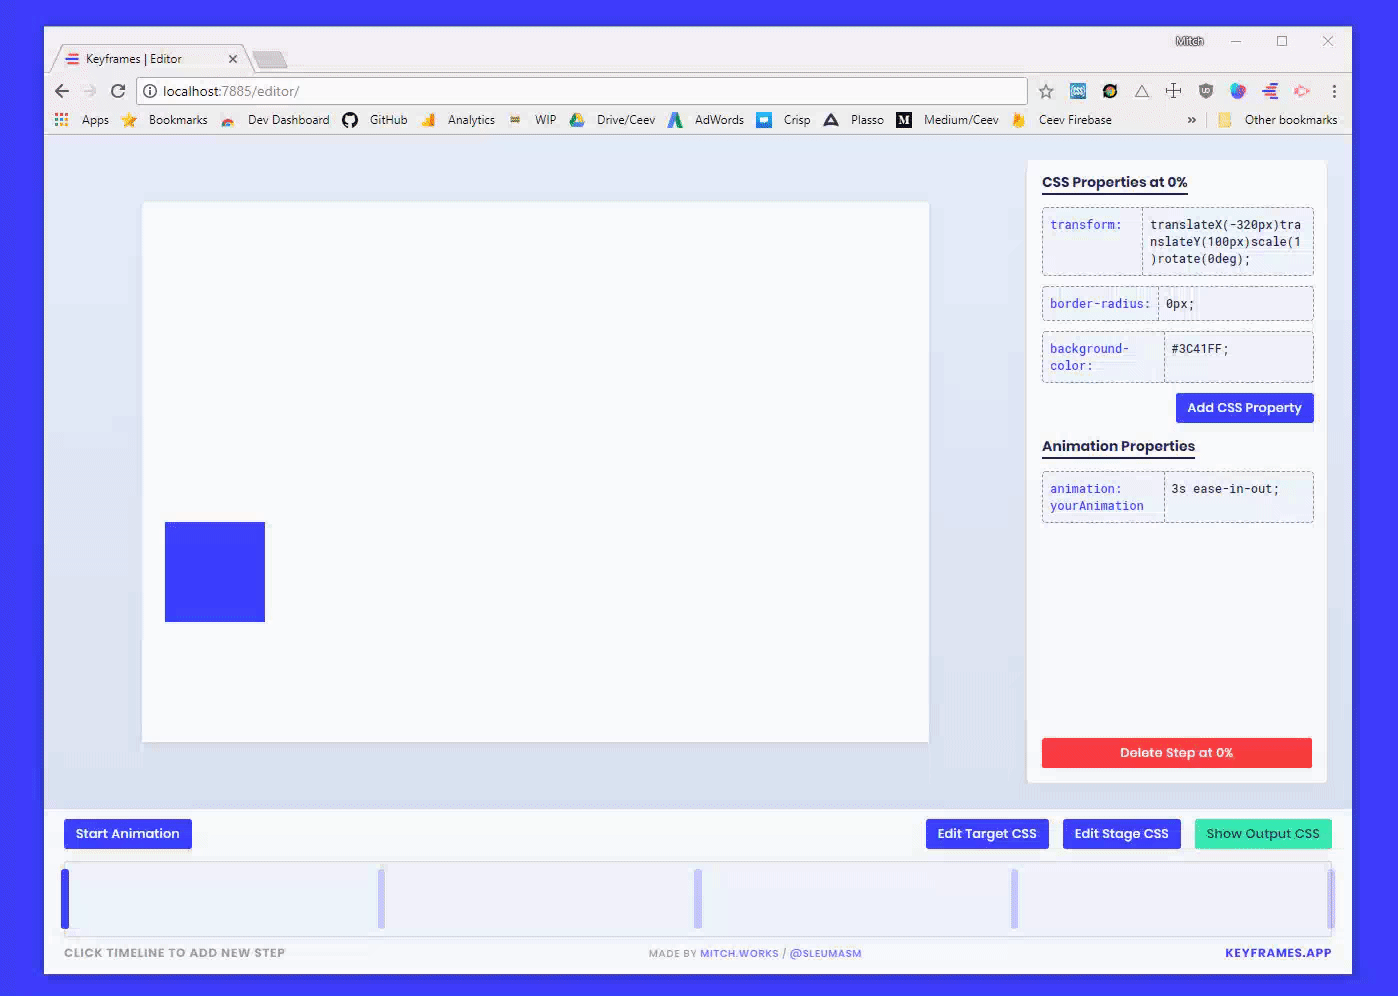 Mitch
Keyframes | Editor
localhost:7885/editor/
Apps Bookmarks Dev Dashboard GitHub Analytics WIP Drive/Ceev AdWords Crisp Plasso M Medium/Ceev Ceev Firebase » Other bookmarks
CSS Properties at 0%
transform: translateX(-320px)tra
nslateY(100px)scale(1
)rotate(0deg);
border-radius: 0px;
background- #3C41FF;
color:
Add CSS Property
Animation Properties
animation: 3s ease-in-out;
yourAnimation
Delete Step at 0%
Start Animation Edit Target CSS Edit Stage CSS Show Output CSS
CLICK TIMELINE TO ADD NEW STEP MADE BY MITCH.WORKS / @SLEUMASM KEYFRAMES.APP